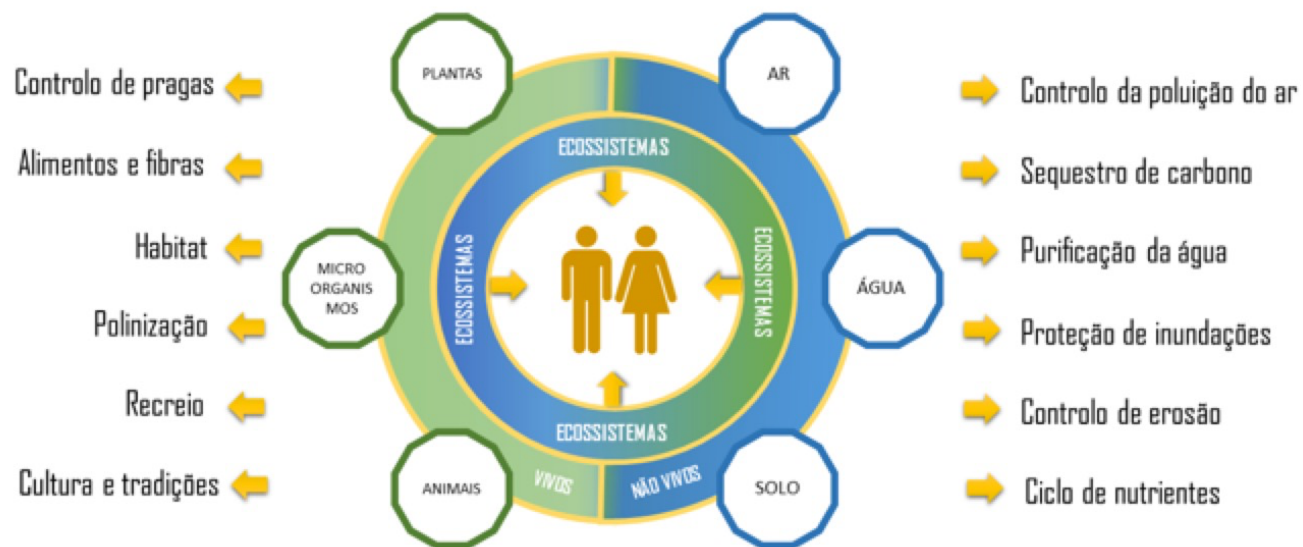 Controlo de pragas
Alimentos e fibras
Habitat
Polinização
Recreio
Cultura e tradições
PLANTAS
MICRO
ORGANIS
MOS
ANIMAIS
ECOSSISTEMAS
ECOSSISTEMAS
ECOSSISTEMAS
ECOSSISTEMAS
VIVOS
NÃO VIVOS
AR
ÁGUA
SOLO
Controlo da poluição do ar
Sequestro de carbono
Purificação da água
Proteção de inundações
Controlo de erosão
Ciclo de nutrientes